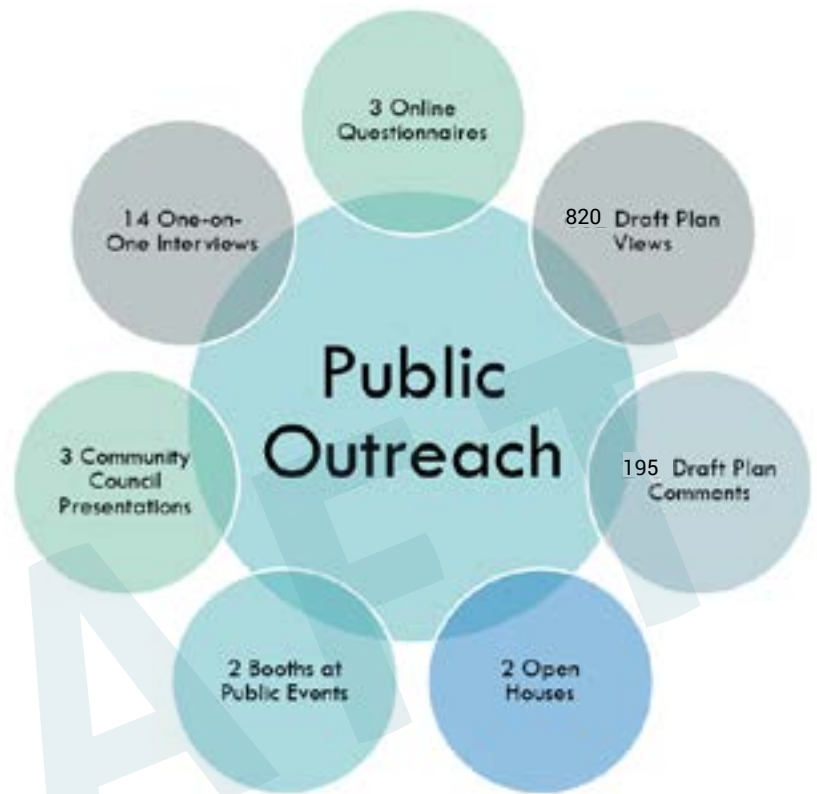 3 Online
Questionnaires
820 Draft Plan
Views
195 Draft Plan
Comments
2 Open
Houses
2 Booths at
Public Events
3 Community
Council
Presentations
14 One-on-
One Interviews
Public
Outreach
AFT